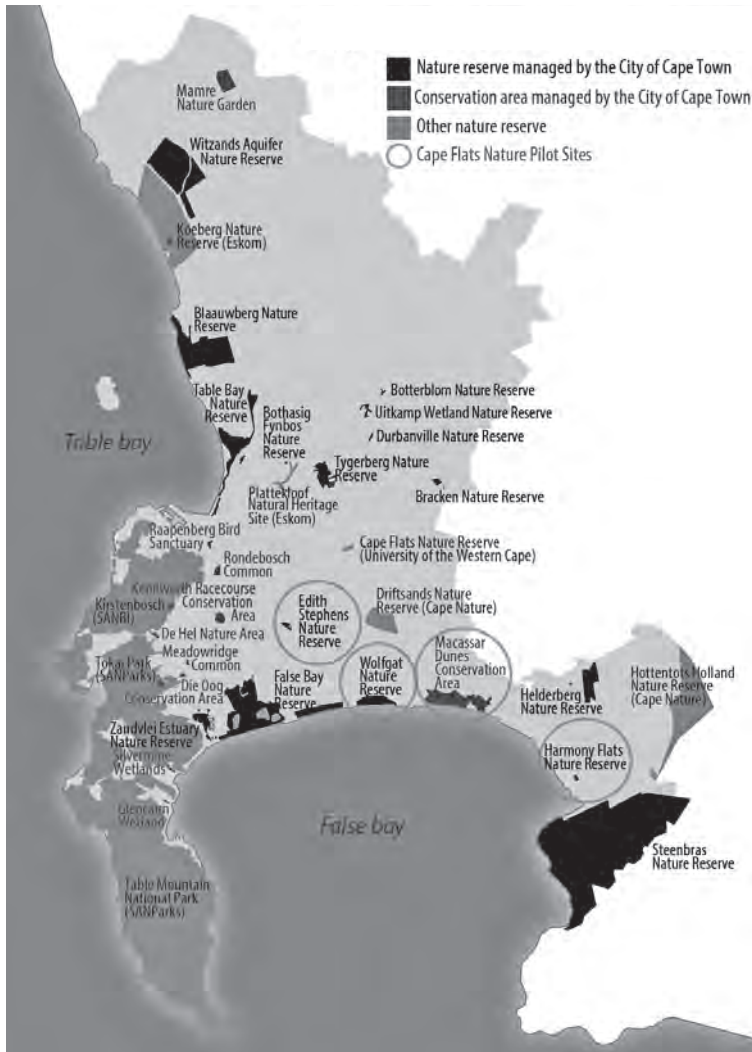 Nature reserve managed by the City of Cape Town
Conservation area managed by the City of Cape Town
Other nature reserve
Cape Flats Nature Pilot Sites
Mamre
Nature Garden
Witzands Aquifer
Nature Reserve
Koeberg Nature
Reserve (Eskom)
Blaauwberg Nature
Reserve
Table Bay
Nature
Reserve
Bothasig
Fynbos
Nature
Reserve
Botterblom Nature Reserve
Uitkamp Wetland Nature Reserve
Durbanville Nature Reserve
Table bay
Tygerberg Nature
Reserve
Plattekloof
Natural Heritage
Site (Eskom)
Bracken Nature Reserve
Raapenberg Bird
Sanctuary
Cape Flats Nature Reserve
(University of the Western Cape)
Rondebosch
Common
Kenilworth Racecourse
Conservation
Area
Kirstenbosch
(SANBI)
Edith
Stephens
Nature
Reserve
Driftsands Nature
Reserve (Cape Nature)
De Hel Nature Area
Meadowridge
Common
Tokai Park
(SANParks)
Die Oog
Conservation Area
False Bay
Nature
Reserve
Wolfgat
Nature
Reserve
Macassar
Dunes
Conservation
Area
Helderberg
Nature Reserve
Hottentots Holland
Nature Reserve
(Cape Nature)
Zandvlei Estuary
Nature Reserve
Silvermine
Wetlands
Harmony Flats
Nature Reserve
Glencairn
Wetland
False bay
Steenbras
Nature Reserve
Table Mountain
National Park
(SANParks)